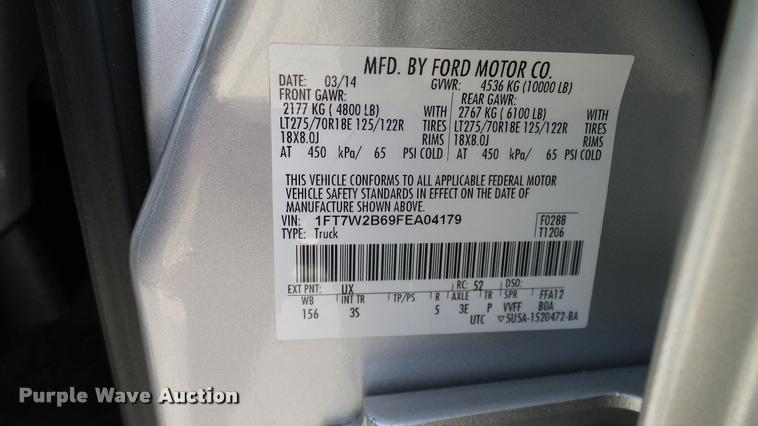 MFD. BY FORD MOTOR CO.
DATE: 03/14 GVWR: 4536 KG (10000 LB)
FRONT GAWR: REAR GAWR:
2177 KG ( 4800 LB) WITH 2767 KG ( 6100 LB) WITH
LT275/70R18E 125/122R TIRES LT275/70R18E 125/122R TIRES
18X8.0J RIMS 18X8.0J RIMS
AT 450 kPa/ 65 PSI COLD AT 450 kPa/ 65 PSI COLD
THIS VEHICLE CONFORMS TO ALL APPLICABLE FEDERAL MOTOR
VEHICLE SAFETY STANDARDS IN EFFECT ON THE DATE OF
MANUFACTURE SHOWN ABOVE.
VIN: 1FT7W2B69FEA04179 F0288
TYPE: Truck T1206
EXT PNT: UX RC: 52 DSO:
WB INT TR TP/PS R AXLE TR SPR FFA12
156 3S 5 3E P VVFF BOA
UTC ▽5U5A-1520472-BA
Purple Wave Auction